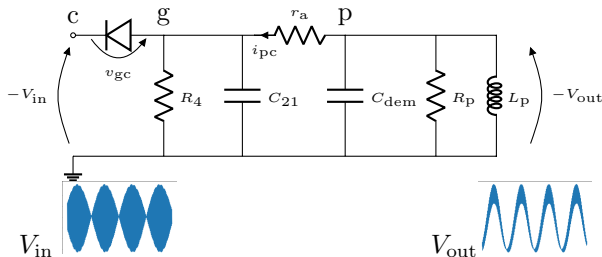 c g p
r_a
i_pc
v_gc
−V_in R_4 C_21 C_dem R_p L_p −V_out
V_in V_out